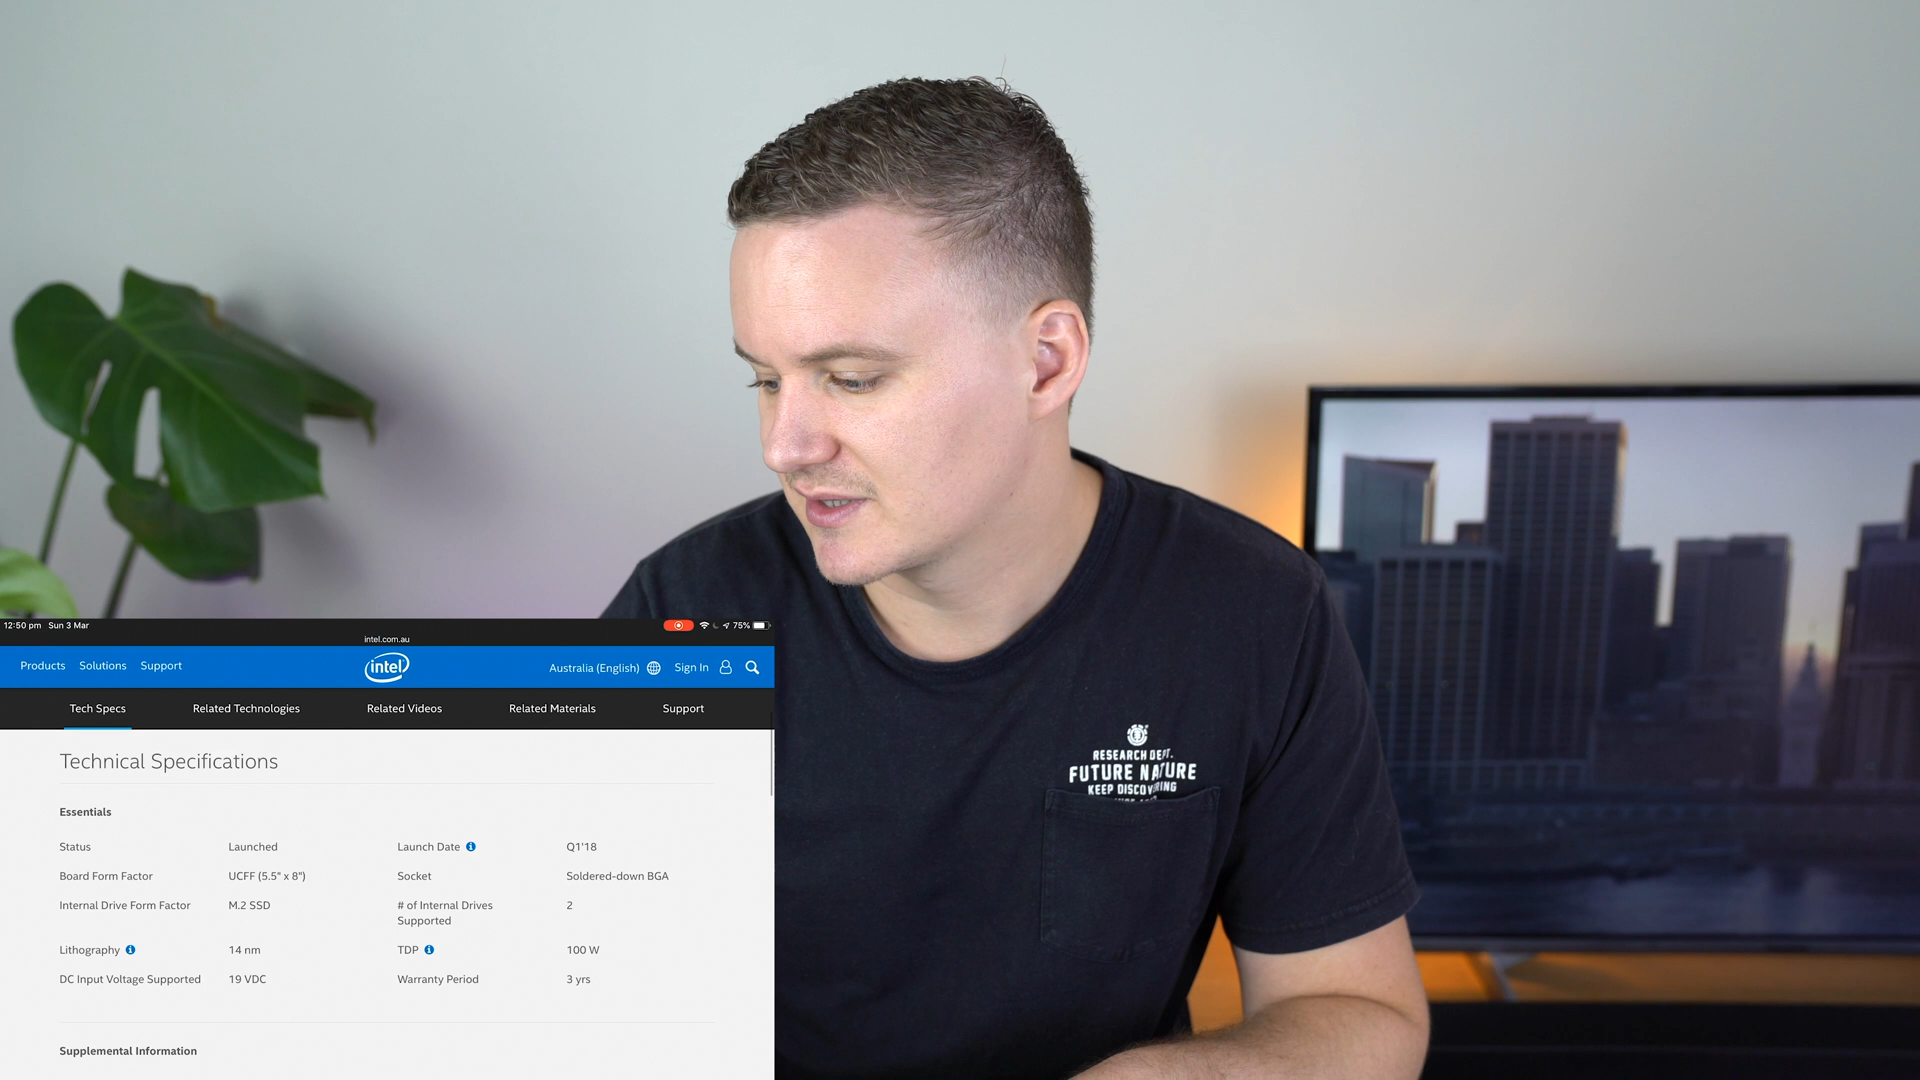 12:50 pm Sun 3 Mar 75%
intel.com.au
Products Solutions Support intel Australia (English) Sign In
Tech Specs Related Technologies Related Videos Related Materials Support
Technical Specifications
Essentials
Status Launched Launch Date Q1'18
Board Form Factor UCFF (5.5" x 8") Socket Soldered-down BGA
Internal Drive Form Factor M.2 SSD # of Internal Drives
Supported 2
Lithography 14 nm TDP 100 W
DC Input Voltage Supported 19 VDC Warranty Period 3 yrs
Supplemental Information
RESEARCH DEPT.
FUTURE NATURE
KEEP DISCOVERING